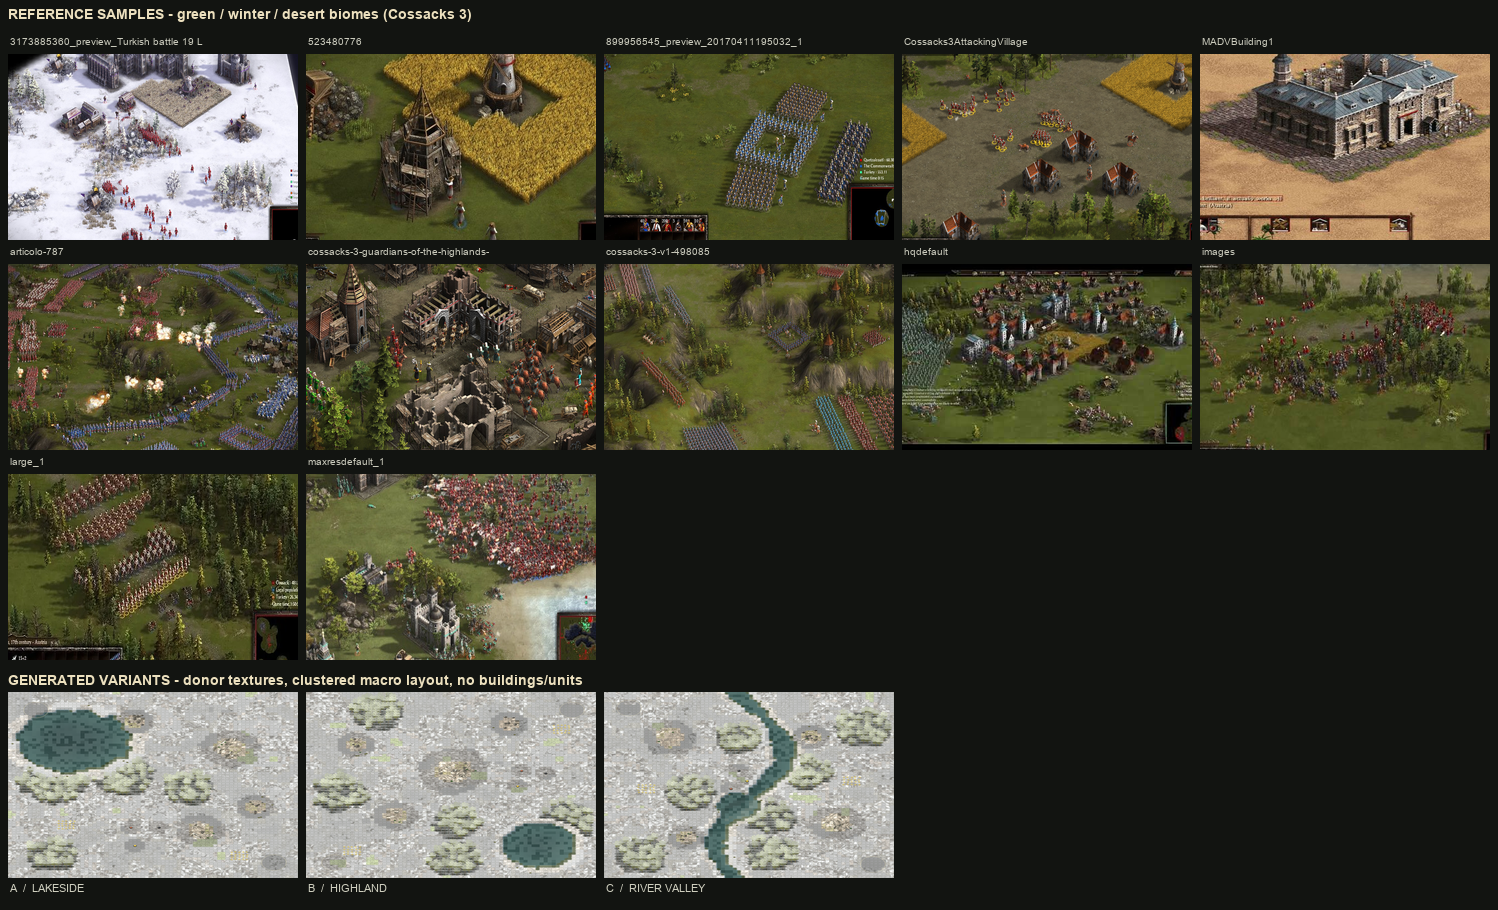 REFERENCE SAMPLES - green / winter / desert biomes (Cossacks 3)
3173885360_preview_Turkish battle 19 L
523480776
899956545_preview_20170411195032_1
Cossacks3AttackingVillage
MADVBuilding1
articolo-787
cossacks-3-guardians-of-the-highlands-
cossacks-3-v1-498085
hqdefault
images
large_1
maxresdefault_1
GENERATED VARIANTS - donor textures, clustered macro layout, no buildings/units
A / LAKESIDE
B / HIGHLAND
C / RIVER VALLEY